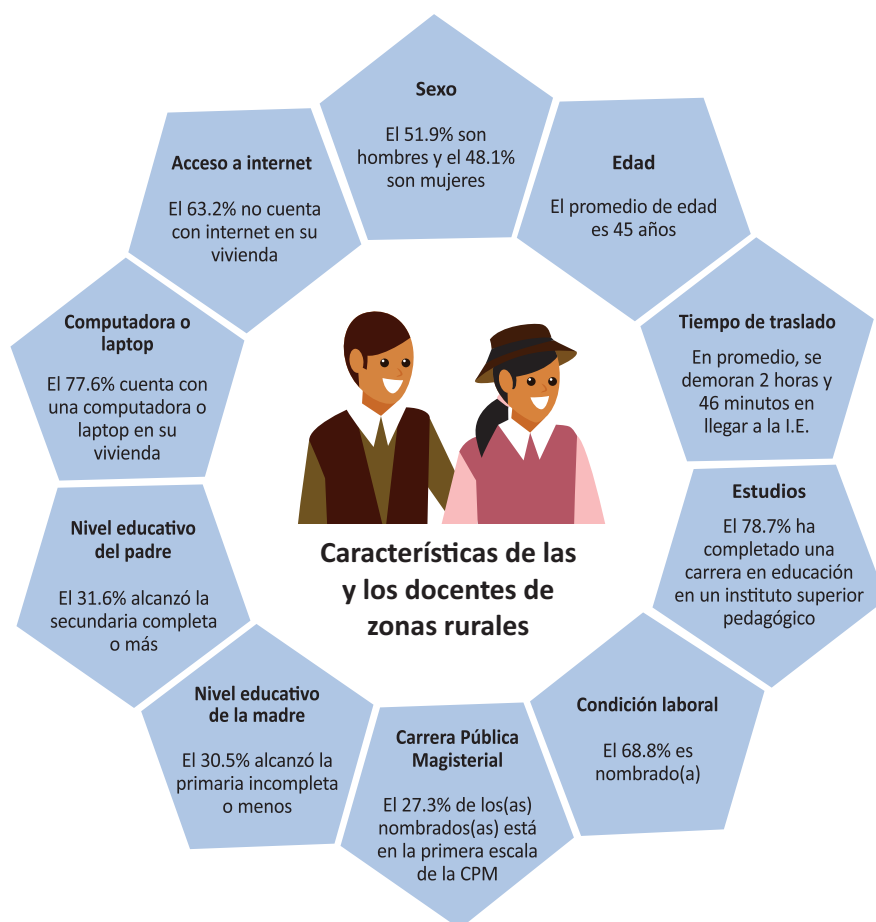 Sexo
El 51.9% son
hombres y el 48.1%
son mujeres
Edad
El promedio de edad
es 45 años
Tiempo de traslado
En promedio, se
demoran 2 horas y
46 minutos en
llegar a la I.E.
Estudios
El 78.7% ha
completado una
carrera en educación
en un instituto superior
pedagógico
Condición laboral
El 68.8% es
nombrado(a)
Carrera Pública
Magisterial
El 27.3% de los(as)
nombrados(as) está
en la primera escala
de la CPM
Nivel educativo
de la madre
El 30.5% alcanzó la
primaria incompleta
o menos
Nivel educativo
del padre
El 31.6% alcanzó la
secundaria completa
o más
Computadora o
laptop
El 77.6% cuenta con
una computadora o
laptop en su
vivienda
Acceso a internet
El 63.2% no cuenta
con internet en su
vivienda
Características de las
y los docentes de
zonas rurales